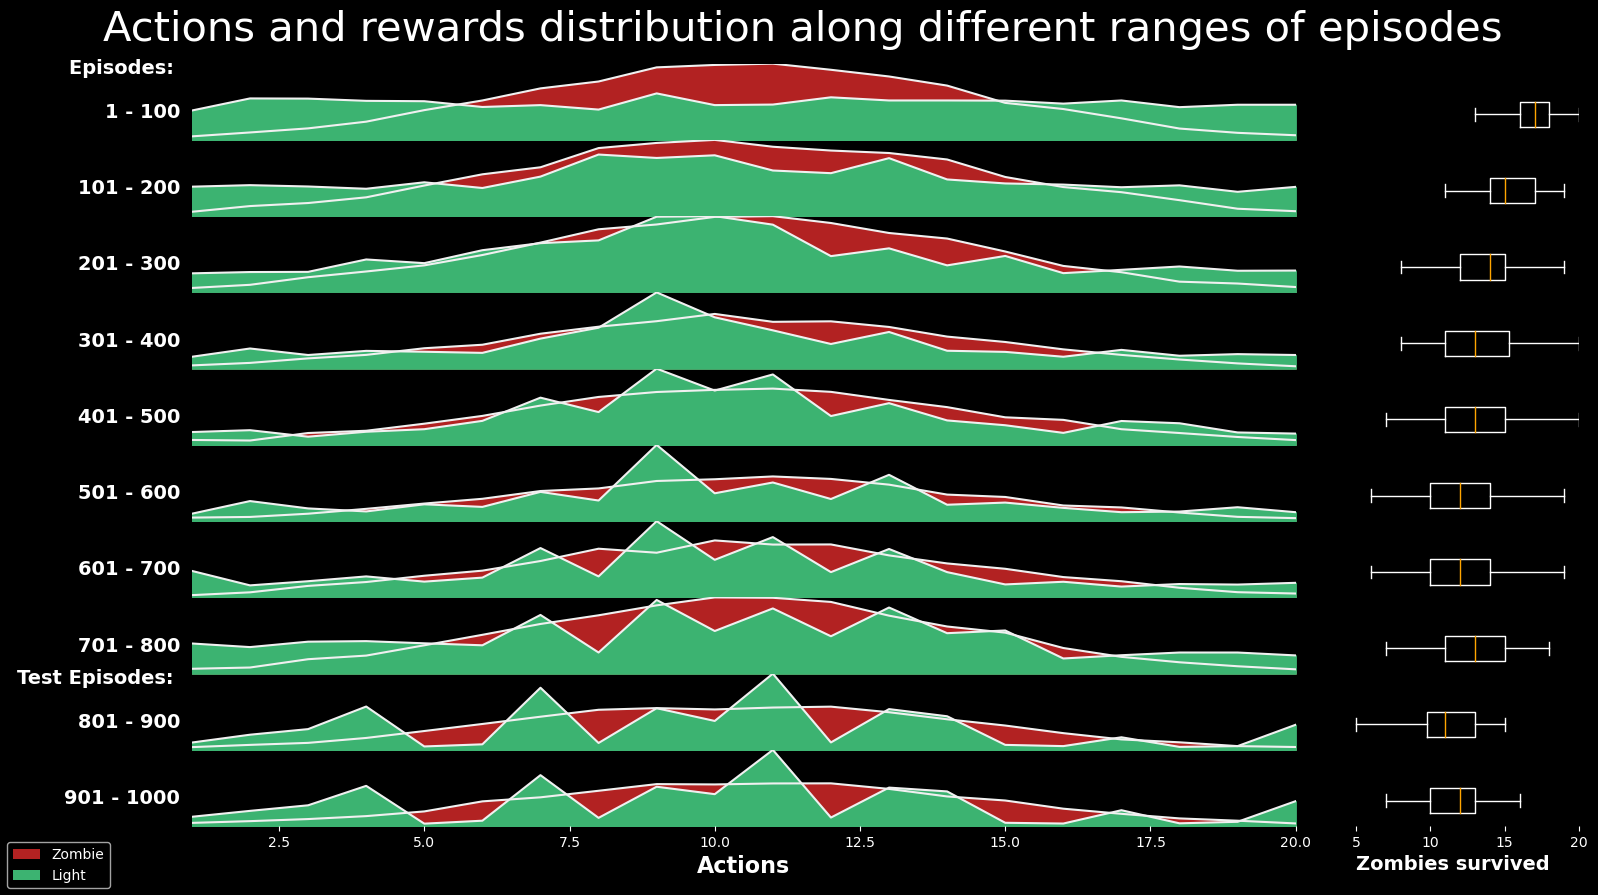 Actions and rewards distribution along different ranges of episodes
Episodes:
1 - 100
101 - 200
201 - 300
301 - 400
401 - 500
501 - 600
601 - 700
701 - 800
Test Episodes:
801 - 900
901 - 1000
2.5 5.0 7.5 10.0 12.5 15.0 17.5 20.0
Actions
5 10 15 20
Zombies survived
Zombie
Light